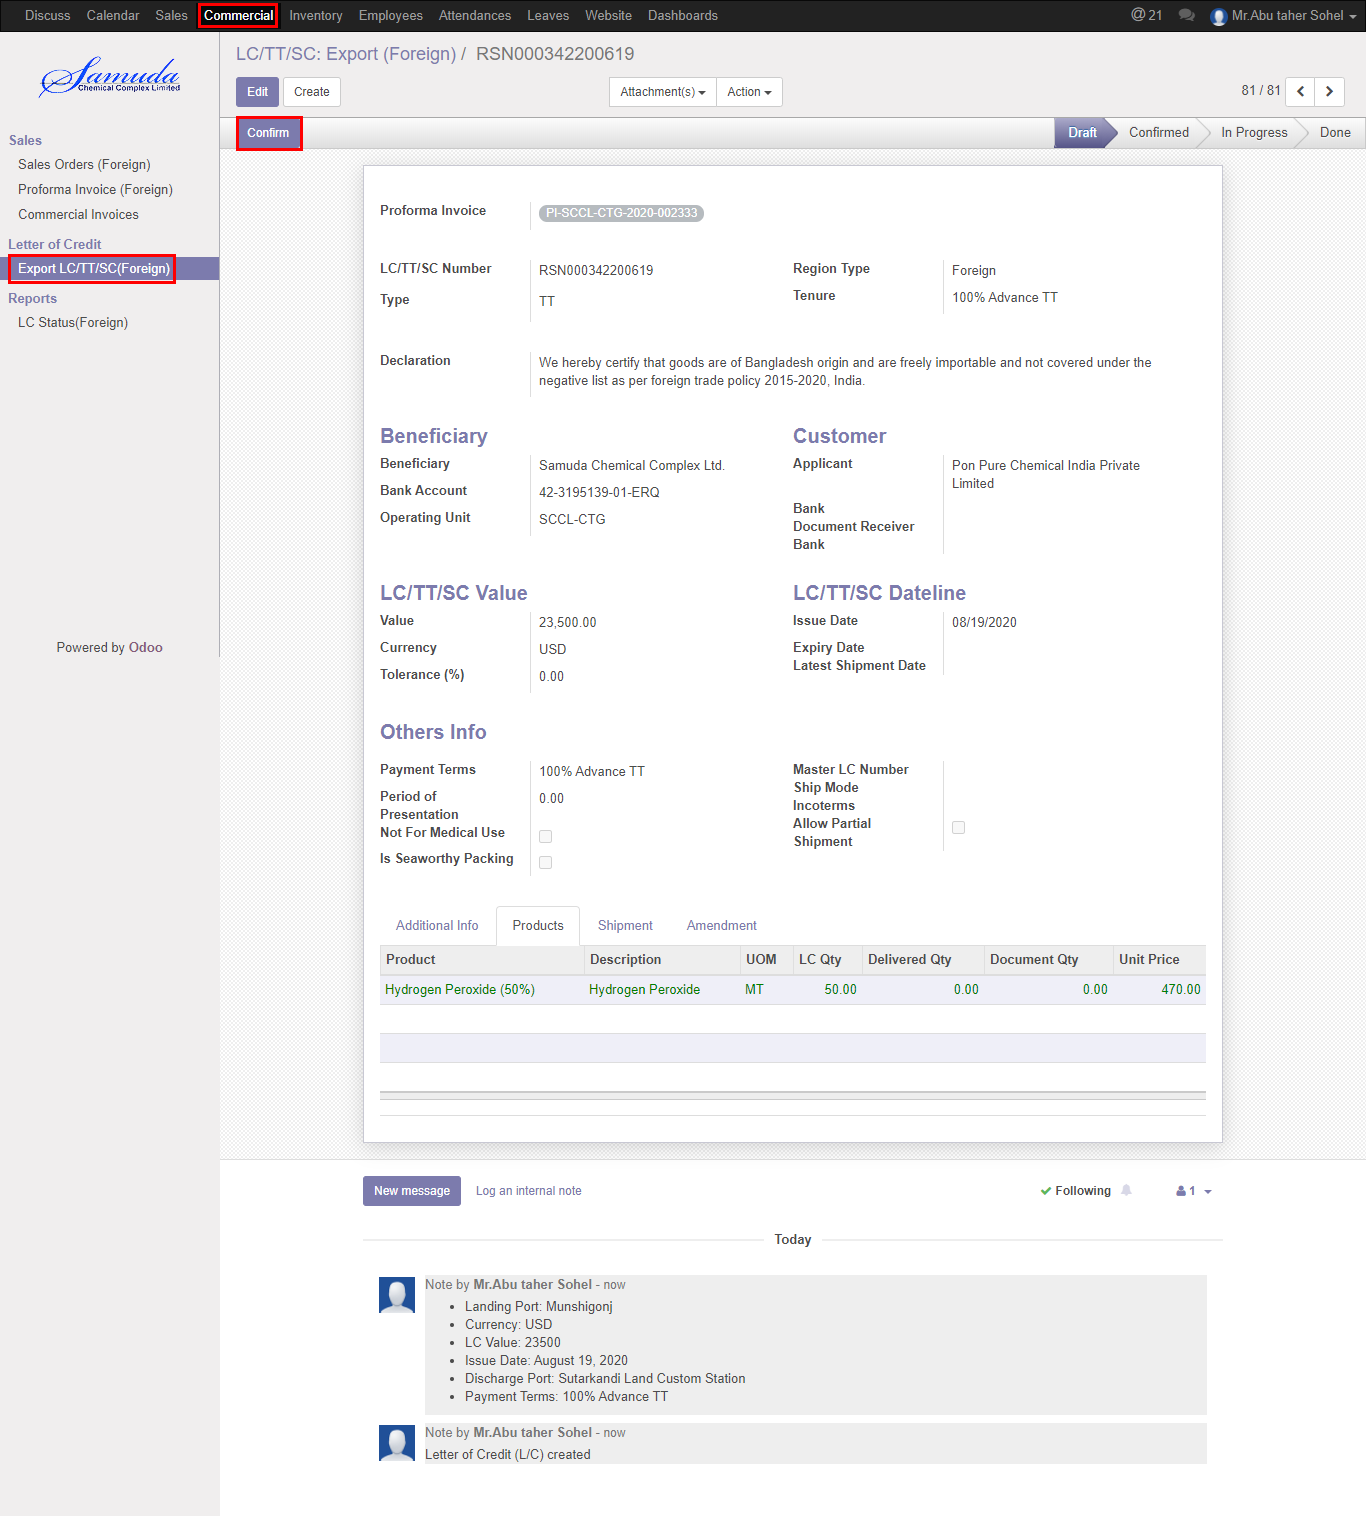 Discuss Calendar Sales Commercial Inventory Employees Attendances Leaves Website Dashboards @ 21 Mr.Abu taher Sohel
Samuda
Chemical Complex Limited
LC/TT/SC: Export (Foreign) / RSN000342200619
Edit Create Attachment(s) Action 81 / 81
Confirm Draft Confirmed In Progress Done
Sales
Sales Orders (Foreign)
Proforma Invoice (Foreign)
Commercial Invoices
Letter of Credit
Export LC/TT/SC(Foreign)
Reports
LC Status(Foreign)
Powered by Odoo
Proforma Invoice PI-SCCL-CTG-2020-002333
LC/TT/SC Number RSN000342200619 Region Type Foreign
Type TT Tenure 100% Advance TT
Declaration We hereby certify that goods are of Bangladesh origin and are freely importable and not covered under the
negative list as per foreign trade policy 2015-2020, India.
Beneficiary Customer
Beneficiary Samuda Chemical Complex Ltd. Applicant Pon Pure Chemical India Private
Limited
Bank Account 42-3195139-01-ERQ
Operating Unit SCCL-CTG
Bank
Document Receiver
Bank
LC/TT/SC Value LC/TT/SC Dateline
Value 23,500.00 Issue Date 08/19/2020
Currency USD Expiry Date
Tolerance (%) 0.00 Latest Shipment Date
Others Info
Payment Terms 100% Advance TT Master LC Number
Period of
Presentation 0.00
Ship Mode
Incoterms
Not For Medical Use
Allow Partial
Shipment
Is Seaworthy Packing
Additional Info Products Shipment Amendment
Product Description UOM LC Qty Delivered Qty Document Qty Unit Price
Hydrogen Peroxide (50%) Hydrogen Peroxide MT 50.00 0.00 0.00 470.00
New message Log an internal note Following 1
Today
Note by Mr.Abu taher Sohel - now
• Landing Port: Munshigonj
• Currency: USD
• LC Value: 23500
• Issue Date: August 19, 2020
• Discharge Port: Sutarkandi Land Custom Station
• Payment Terms: 100% Advance TT
Note by Mr.Abu taher Sohel - now
Letter of Credit (L/C) created